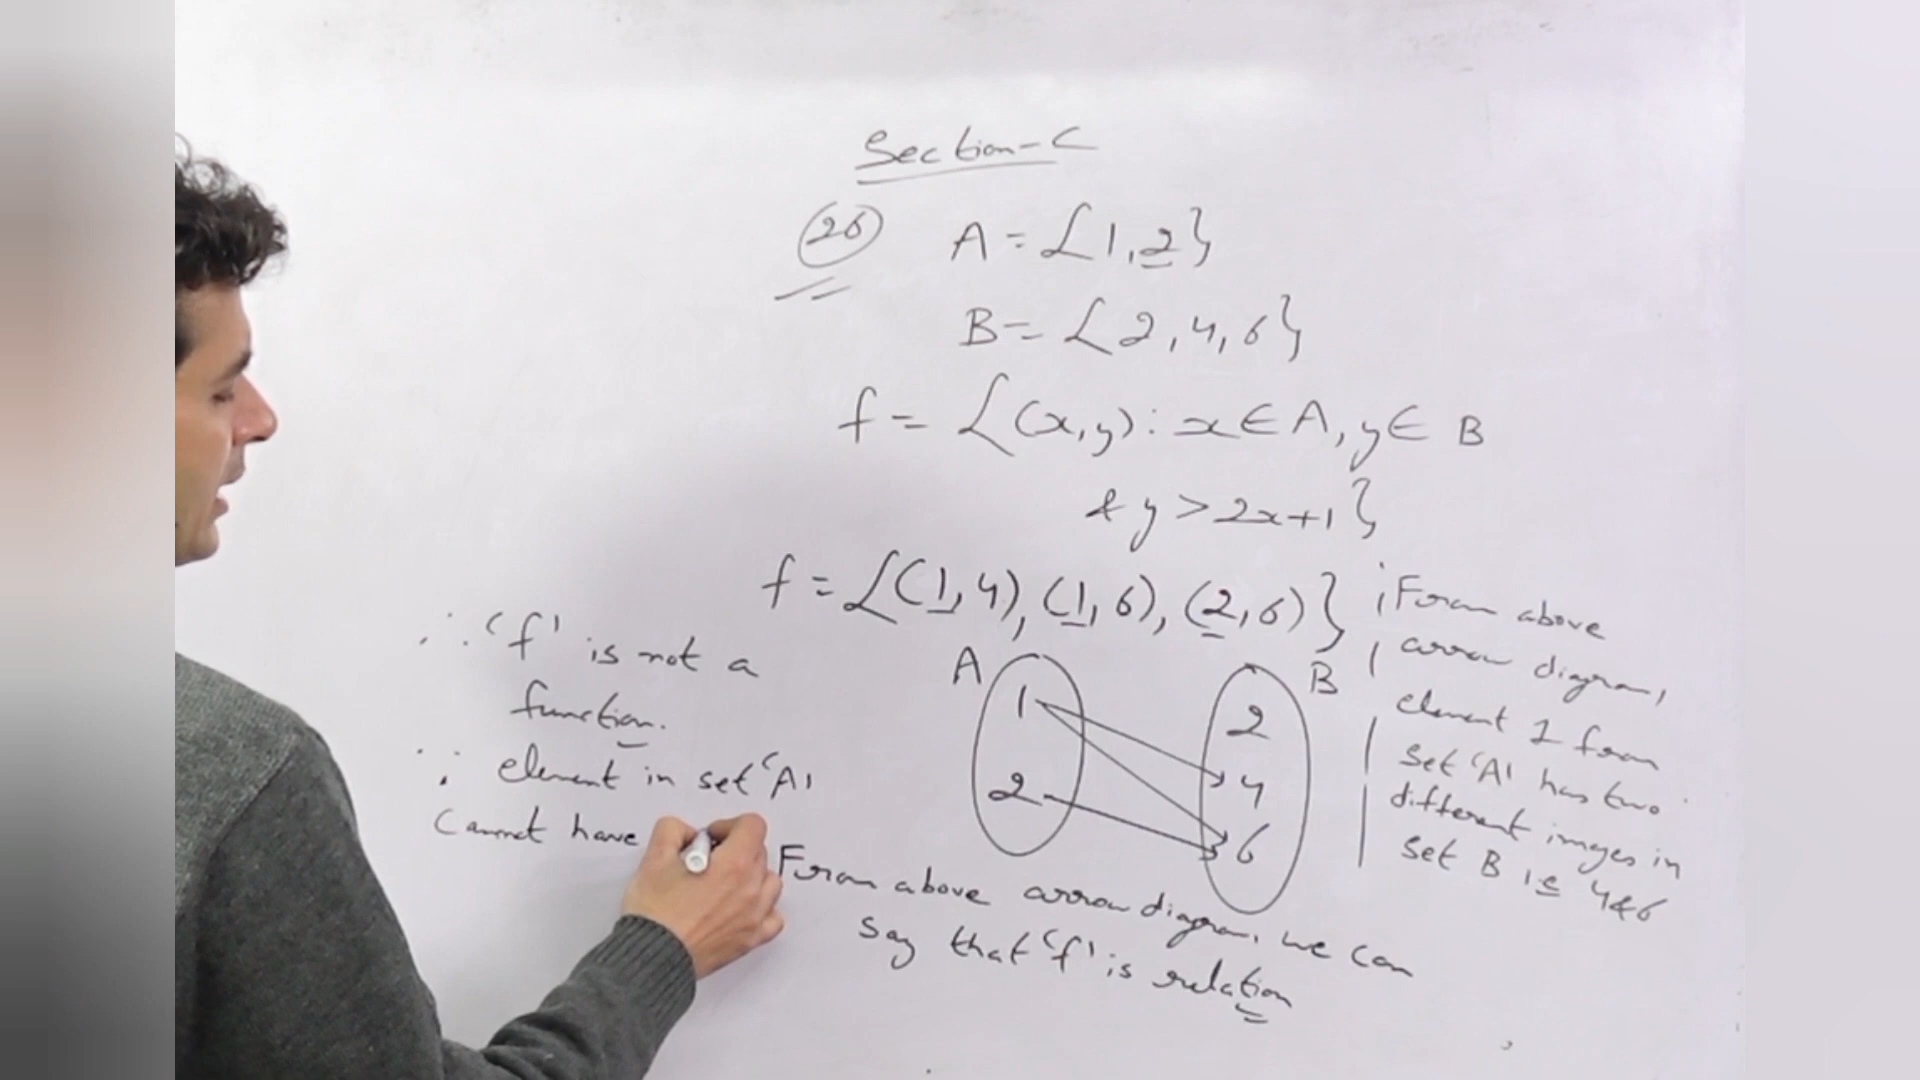 Section-C
26 A = {1,2}
B = {2,4,6}
f = {(x,y): x∈A, y∈ B
& y > 2x+1}
f = {(1,4), (1,6), (2,6)}
A
B
1
2
2
4
6
From above
arrow diagram,
element 1 from
set 'A' has two
different images in
set B i.e 4&6
From above arrow diagram, we can
say that 'f' is relation
∴ 'f' is not a
function.
∵ element in set 'A'
cannot have